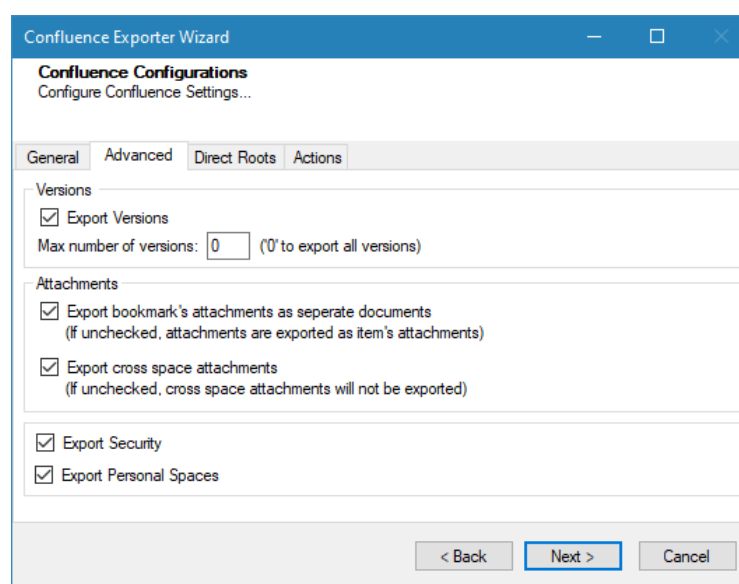 Confluence Exporter Wizard
Confluence Configurations
Configure Confluence Settings...
General Advanced Direct Roots Actions
Versions
Export Versions
Max number of versions: 0 ('0' to export all versions)
Attachments
Export bookmark's attachments as seperate documents
(If unchecked, attachments are exported as item's attachments)
Export cross space attachments
(If unchecked, cross space attachments will not be exported)
Export Security
Export Personal Spaces
< Back Next > Cancel